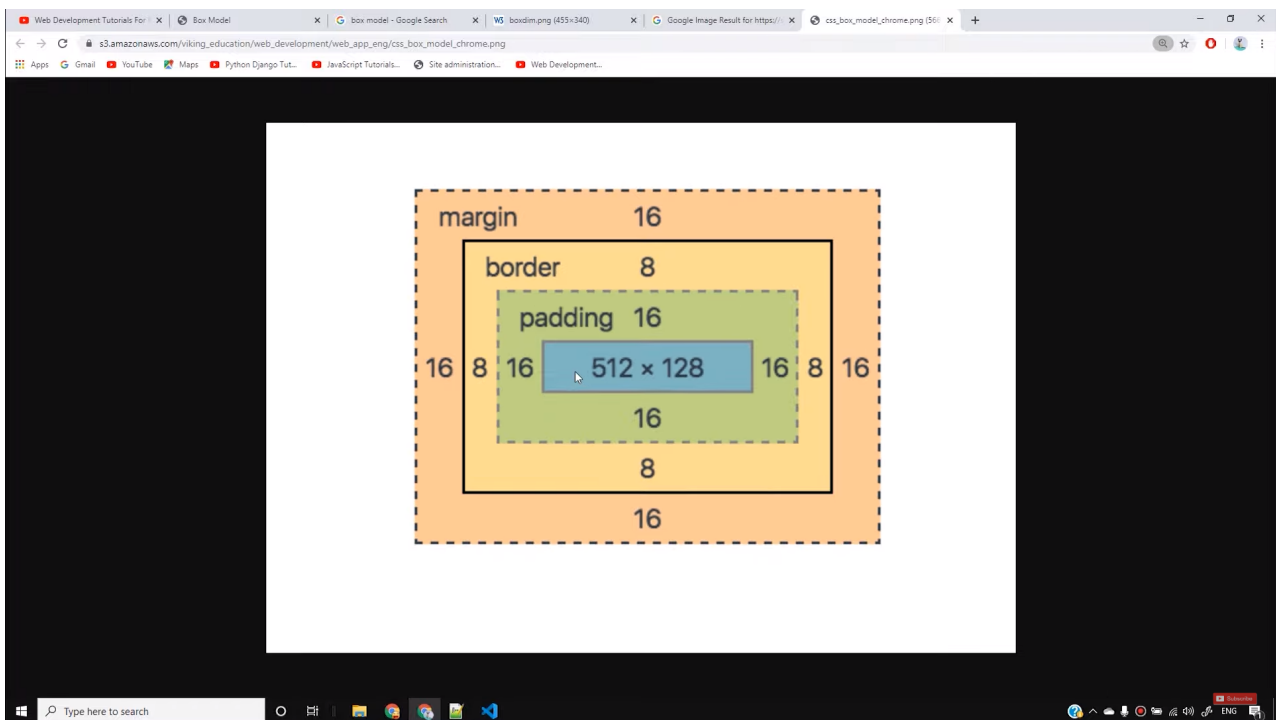 Web Development Tutorials For
Box Model
box model - Google Search
boxdim.png (455×340)
Google Image Result for https://
css_box_model_chrome.png (56
s3.amazonaws.com/viking_education/web_development/web_app_eng/css_box_model_chrome.png
Apps
Gmail
YouTube
Maps
Python Django Tut...
JavaScript Tutorials...
Site administration...
Web Development...
margin 16
border 8
padding 16
16 8 16 512 × 128 16 8 16
16
8
16
Subscribe
Type here to search
ENG